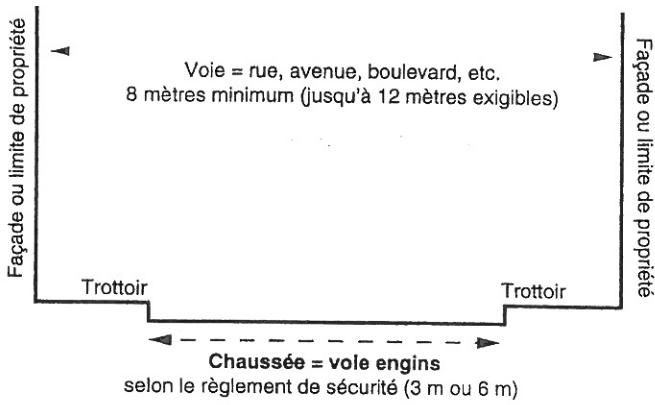 Façade ou limite de propriété
Voie = rue, avenue, boulevard, etc.
8 mètres minimum (jusqu'à 12 mètres exigibles)
Façade ou limite de propriété
Trottoir
Trottoir
Chaussée = voie engins
selon le règlement de sécurité (3 m ou 6 m)